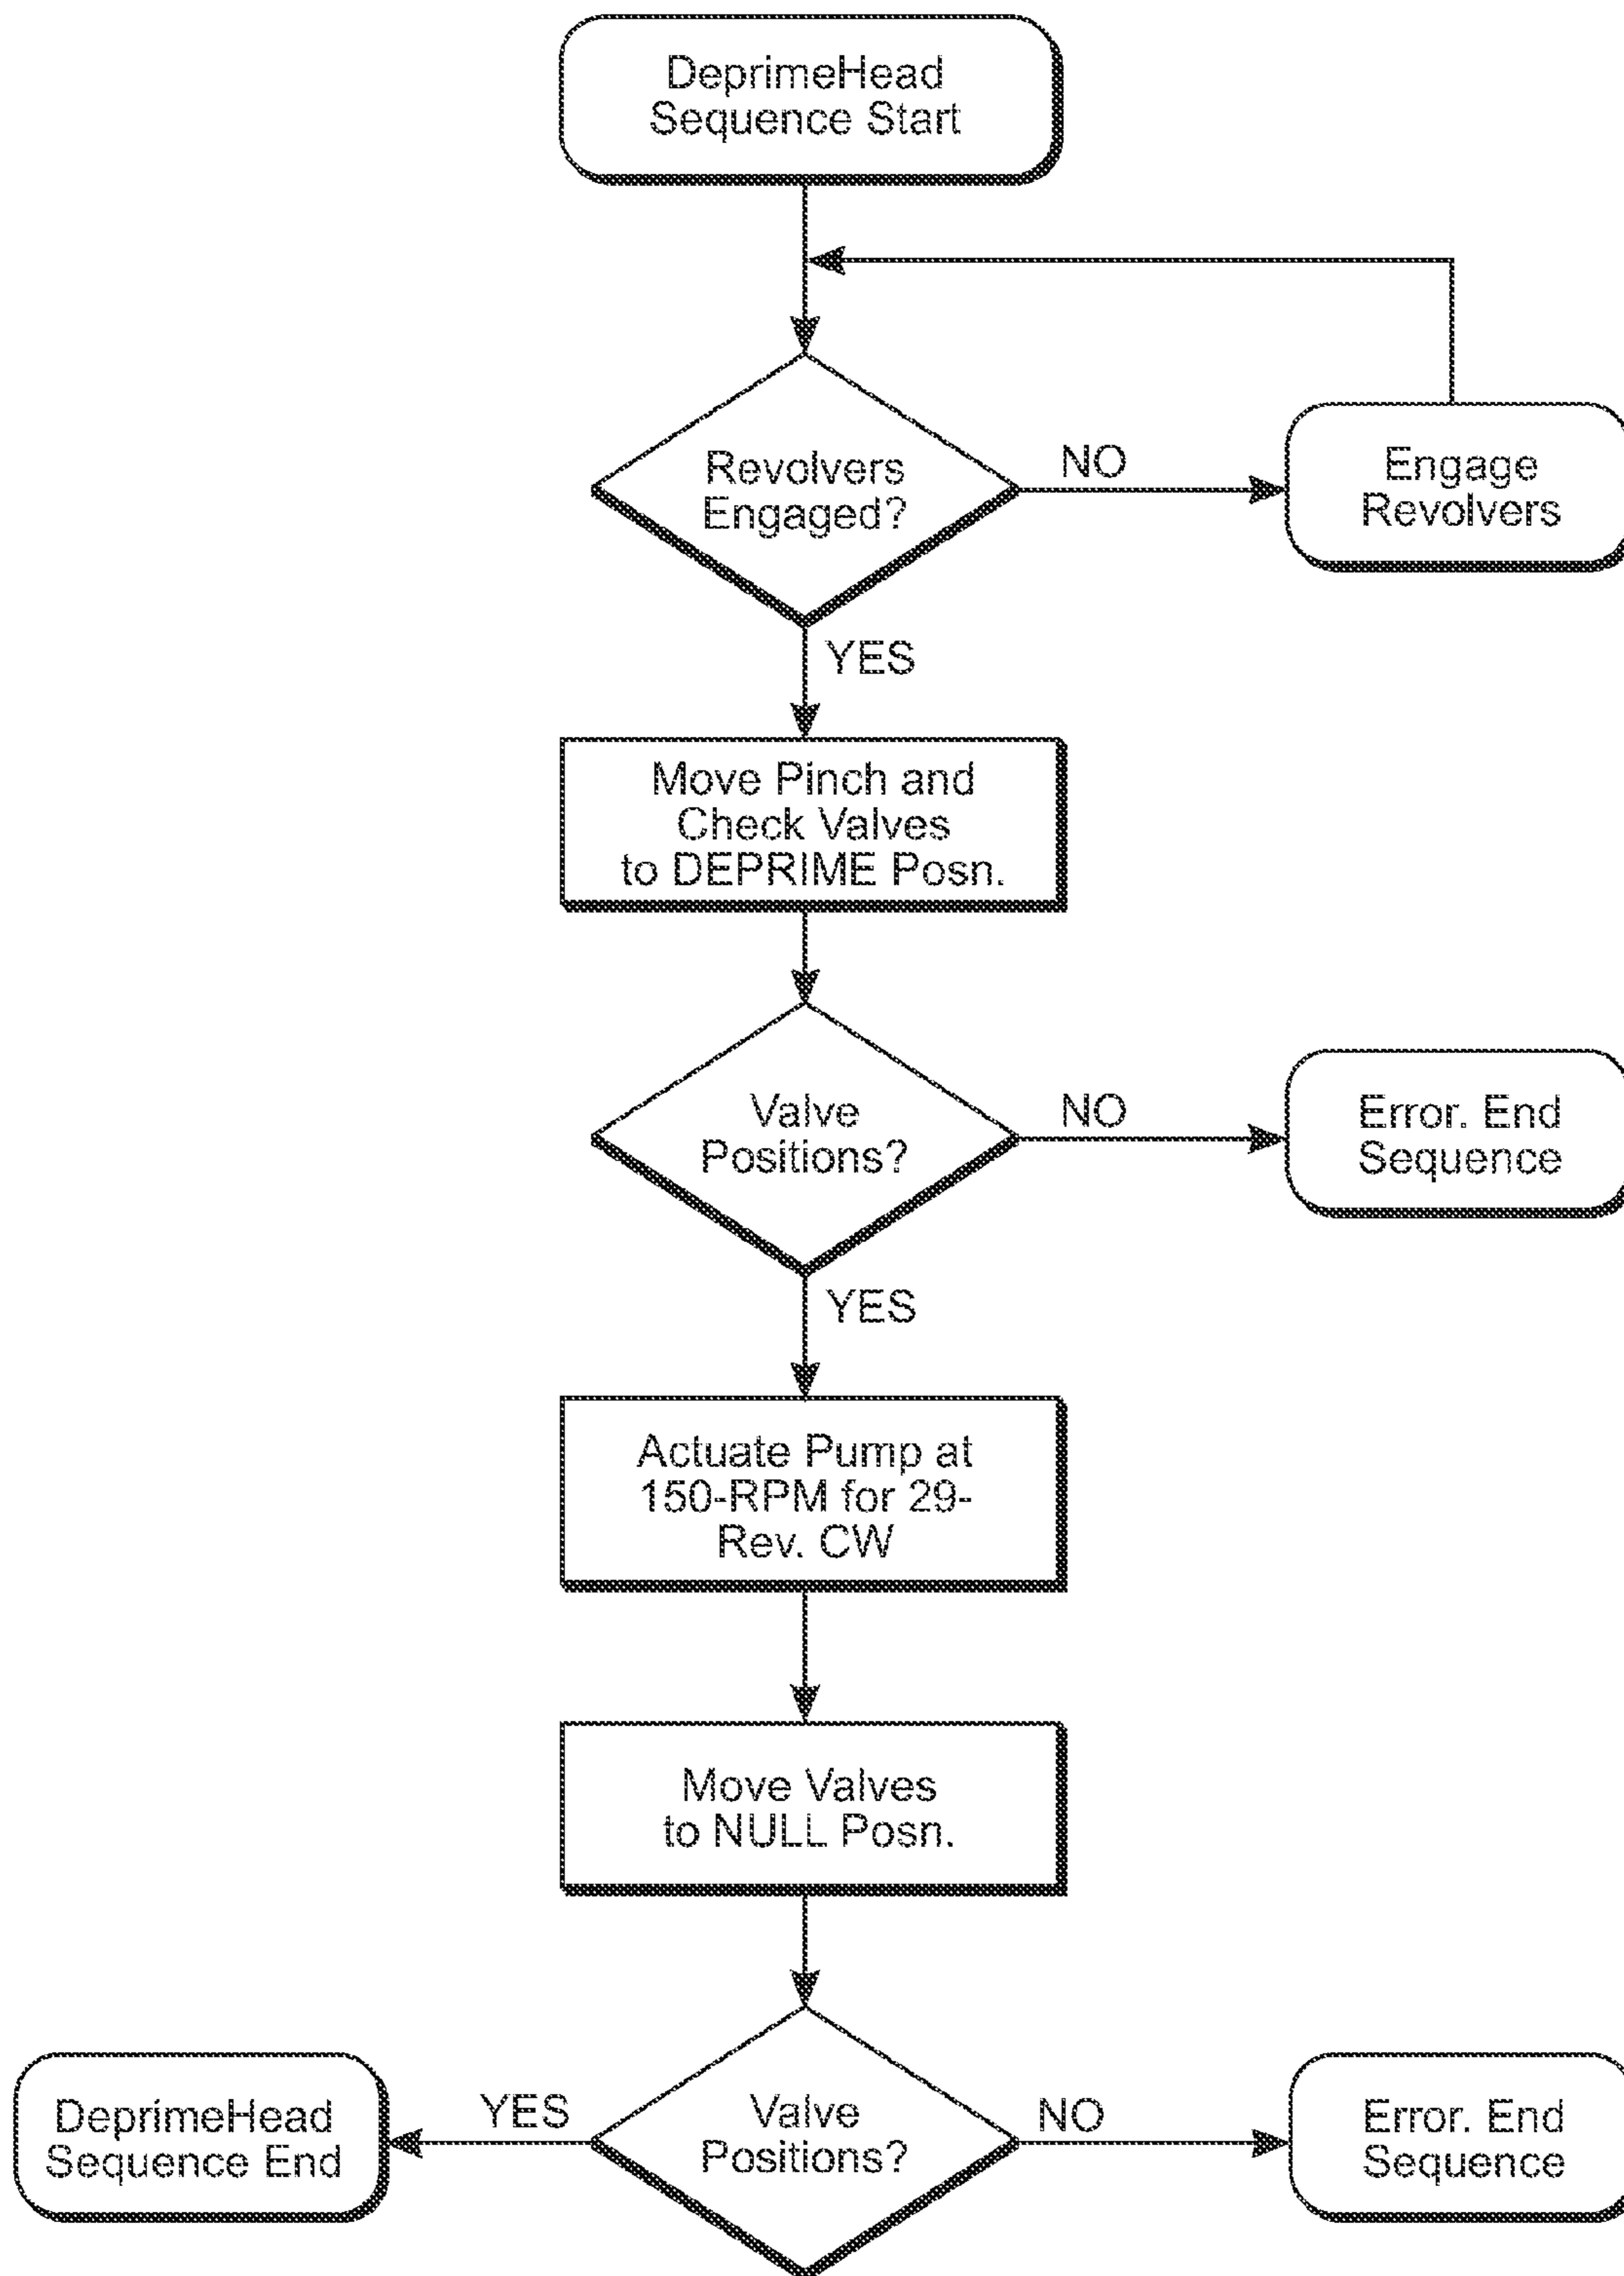 DeprimeHead
Sequence Start
Revolvers
Engaged?
NO
Engage
Revolvers
YES
Move Pinch and
Check Valves
to DEPRIME Posn.
Valve
Positions?
NO
Error. End
Sequence
YES
Actuate Pump at
150-RPM for 29-
Rev. CW
Move Valves
to NULL Posn.
DeprimeHead
Sequence End
YES
Valve
Positions?
NO
Error. End
Sequence